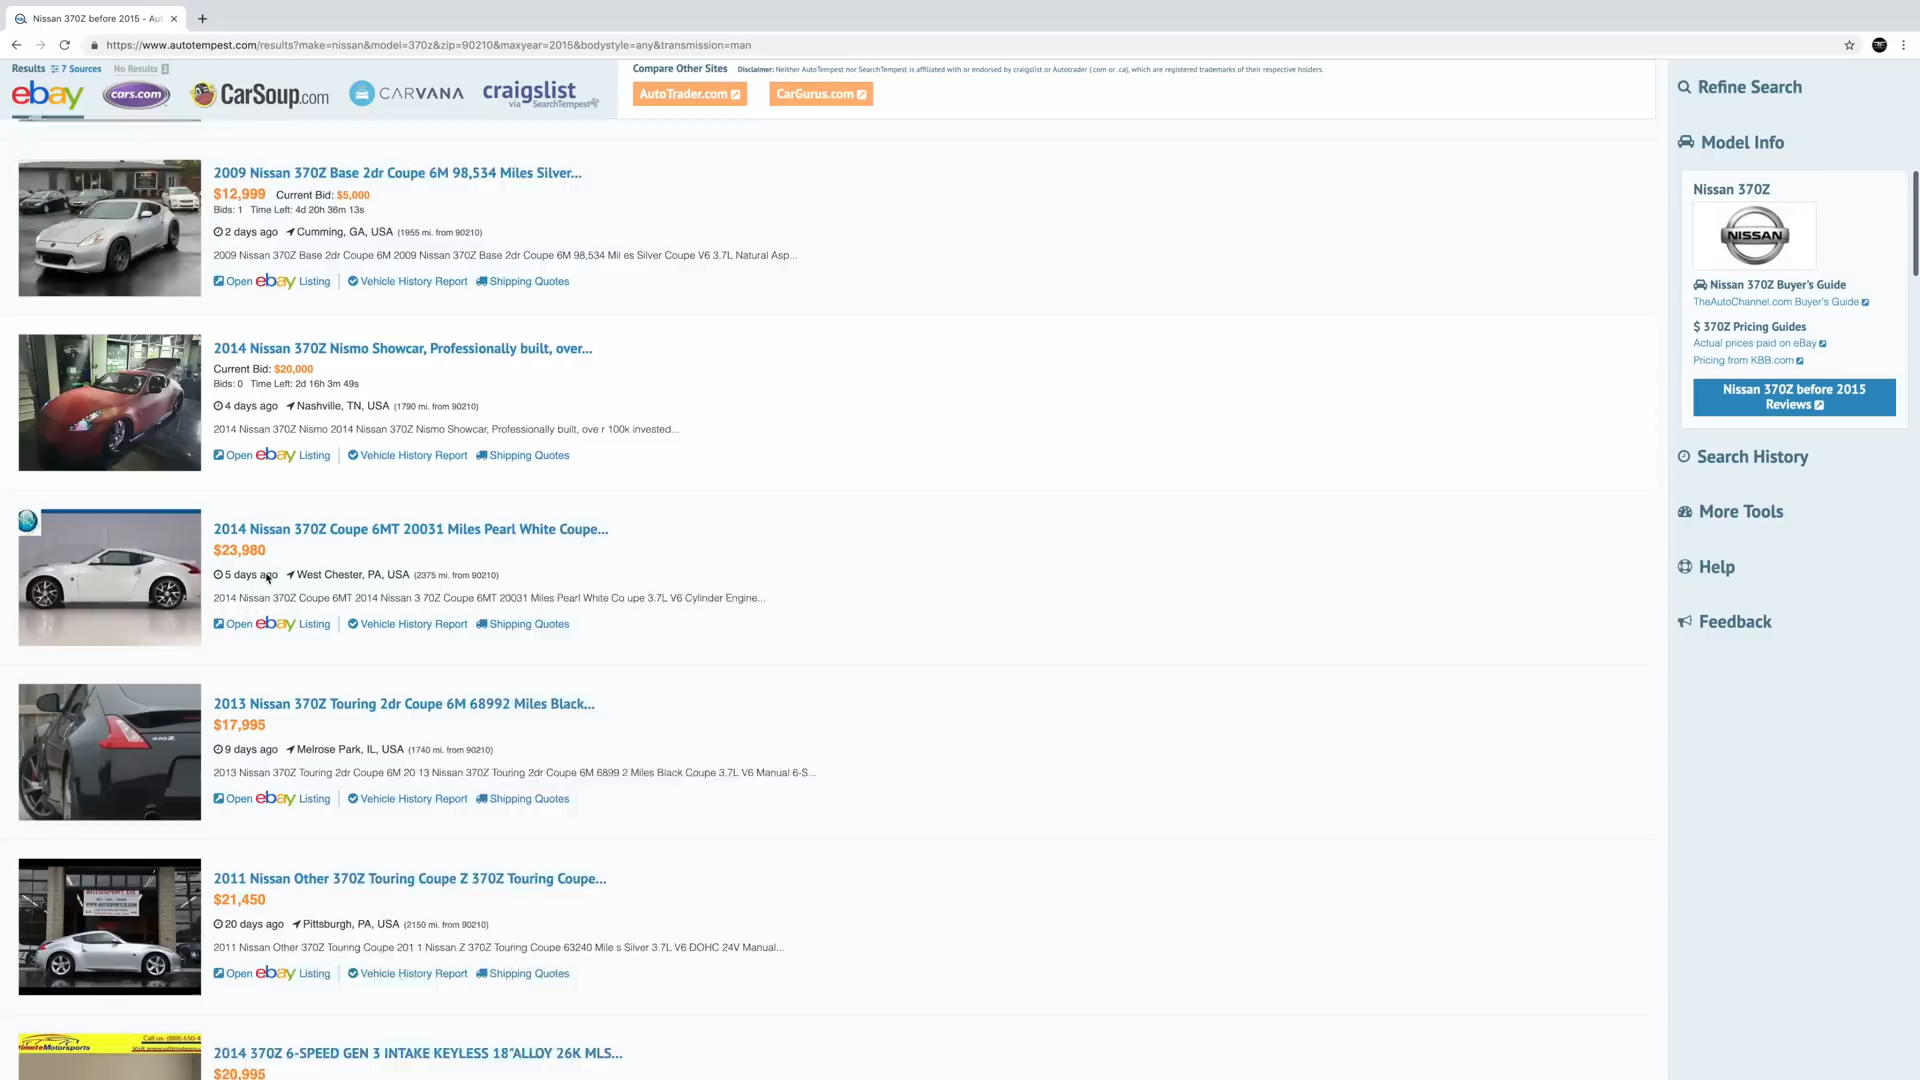 Nissan 370Z before 2015 - Aut
https://www.autotempest.com/results?make=nissan&model=370z&zip=90210&maxyear=2015&bodystyle=any&transmission=man
Results 7 Sources No Results 2
ebay cars.com CarSoup.com CARVANA craigslist
via SearchTempest
Compare Other Sites Disclaimer: Neither AutoTempest nor SearchTempest is affiliated with or endorsed by craigslist or Autotrader (.com or .ca), which are registered trademarks of their respective holders.
AutoTrader.com CarGurus.com
2009 Nissan 370Z Base 2dr Coupe 6M 98,534 Miles Silver...
$12,999 Current Bid: $5,000
Bids: 1 Time Left: 4d 20h 36m 13s
2 days ago Cumming, GA, USA (1955 mi. from 90210)
2009 Nissan 370Z Base 2dr Coupe 6M 2009 Nissan 370Z Base 2dr Coupe 6M 98,534 Mil es Silver Coupe V6 3.7L Natural Asp...
Open ebay Listing | Vehicle History Report Shipping Quotes
2014 Nissan 370Z Nismo Showcar, Professionally built, over...
Current Bid: $20,000
Bids: 0 Time Left: 2d 16h 3m 49s
4 days ago Nashville, TN, USA (1790 mi. from 90210)
2014 Nissan 370Z Nismo 2014 Nissan 370Z Nismo Showcar, Professionally built, ove r 100k invested...
Open ebay Listing | Vehicle History Report Shipping Quotes
2014 Nissan 370Z Coupe 6MT 20031 Miles Pearl White Coupe...
$23,980
5 days ago West Chester, PA, USA (2375 mi. from 90210)
2014 Nissan 370Z Coupe 6MT 2014 Nissan 3 70Z Coupe 6MT 20031 Miles Pearl White Co upe 3.7L V6 Cylinder Engine...
Open ebay Listing | Vehicle History Report Shipping Quotes
2013 Nissan 370Z Touring 2dr Coupe 6M 68992 Miles Black...
$17,995
9 days ago Melrose Park, IL, USA (1740 mi. from 90210)
2013 Nissan 370Z Touring 2dr Coupe 6M 20 13 Nissan 370Z Touring 2dr Coupe 6M 6899 2 Miles Black Coupe 3.7L V6 Manual 6-S...
Open ebay Listing | Vehicle History Report Shipping Quotes
2011 Nissan Other 370Z Touring Coupe Z 370Z Touring Coupe...
$21,450
20 days ago Pittsburgh, PA, USA (2150 mi. from 90210)
2011 Nissan Other 370Z Touring Coupe 201 1 Nissan Z 370Z Touring Coupe 63240 Mile s Silver 3.7L V6 DOHC 24V Manual...
Open ebay Listing | Vehicle History Report Shipping Quotes
Call us: (888) 650-4
2014 370Z 6-SPEED GEN 3 INTAKE KEYLESS 18"ALLOY 26K MLS...
$20,995
Refine Search
Model Info
Nissan 370Z
NISSAN
Nissan 370Z Buyer's Guide
TheAutoChannel.com Buyer's Guide
$ 370Z Pricing Guides
Actual prices paid on eBay
Pricing from KBB.com
Nissan 370Z before 2015
Reviews
Search History
More Tools
Help
Feedback